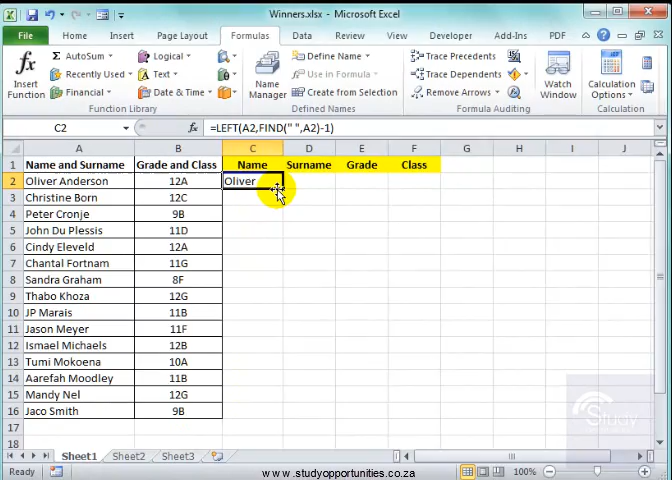 Winners.xlsx - Microsoft Excel
File Home Insert Page Layout Formulas Data Review View Developer Add-Ins PDF
Insert Function
AutoSum
Recently Used
Financial
Logical
Text
Date & Time
Function Library
Name Manager
Define Name
Use in Formula
Create from Selection
Defined Names
Trace Precedents
Trace Dependents
Remove Arrows
Formula Auditing
Watch Window
Calculation Options
Calculation
C2 fx =LEFT(A2,FIND(" ",A2)-1)
A B C D E F G H I J
1 Name and Surname Grade and Class Name Surname Grade Class
2 Oliver Anderson 12A Oliver
3 Christine Born 12C
4 Peter Cronje 9B
5 John Du Plessis 11D
6 Cindy Eleveld 12A
7 Chantal Fortnam 11G
8 Sandra Graham 8F
9 Thabo Khoza 12G
10 JP Marais 11B
11 Jason Meyer 11F
12 Ismael Michaels 12B
13 Tumi Mokoena 10A
14 Aarefah Moodley 11B
15 Mandy Nel 12G
16 Jaco Smith 9B
17
18
Study
Sheet1 Sheet2 Sheet3
Ready www.studyopportunities.co.za 100%